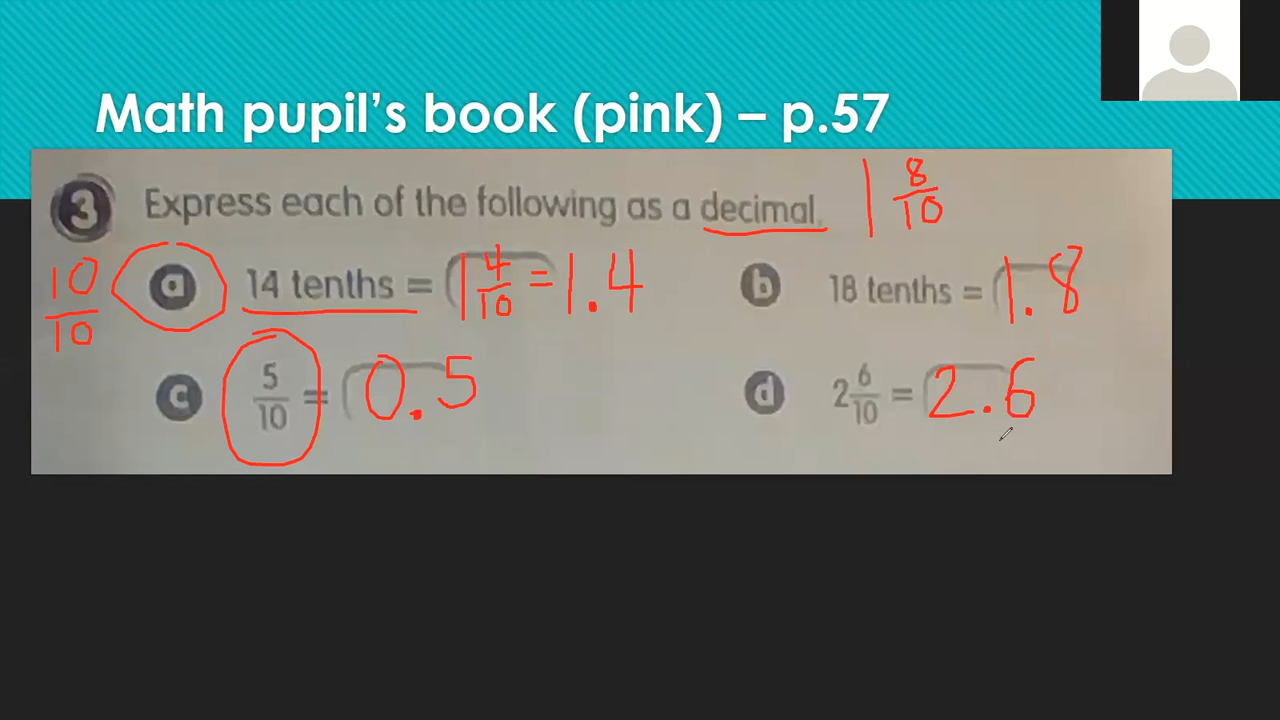 Math pupil's book (pink) – p.57
3 Express each of the following as a decimal. 1 8/10
10/10 a 14 tenths = 1 4/10 = 1.4
b 18 tenths = 1.8
c 5/10 = 0.5
d 2 6/10 = 2.6